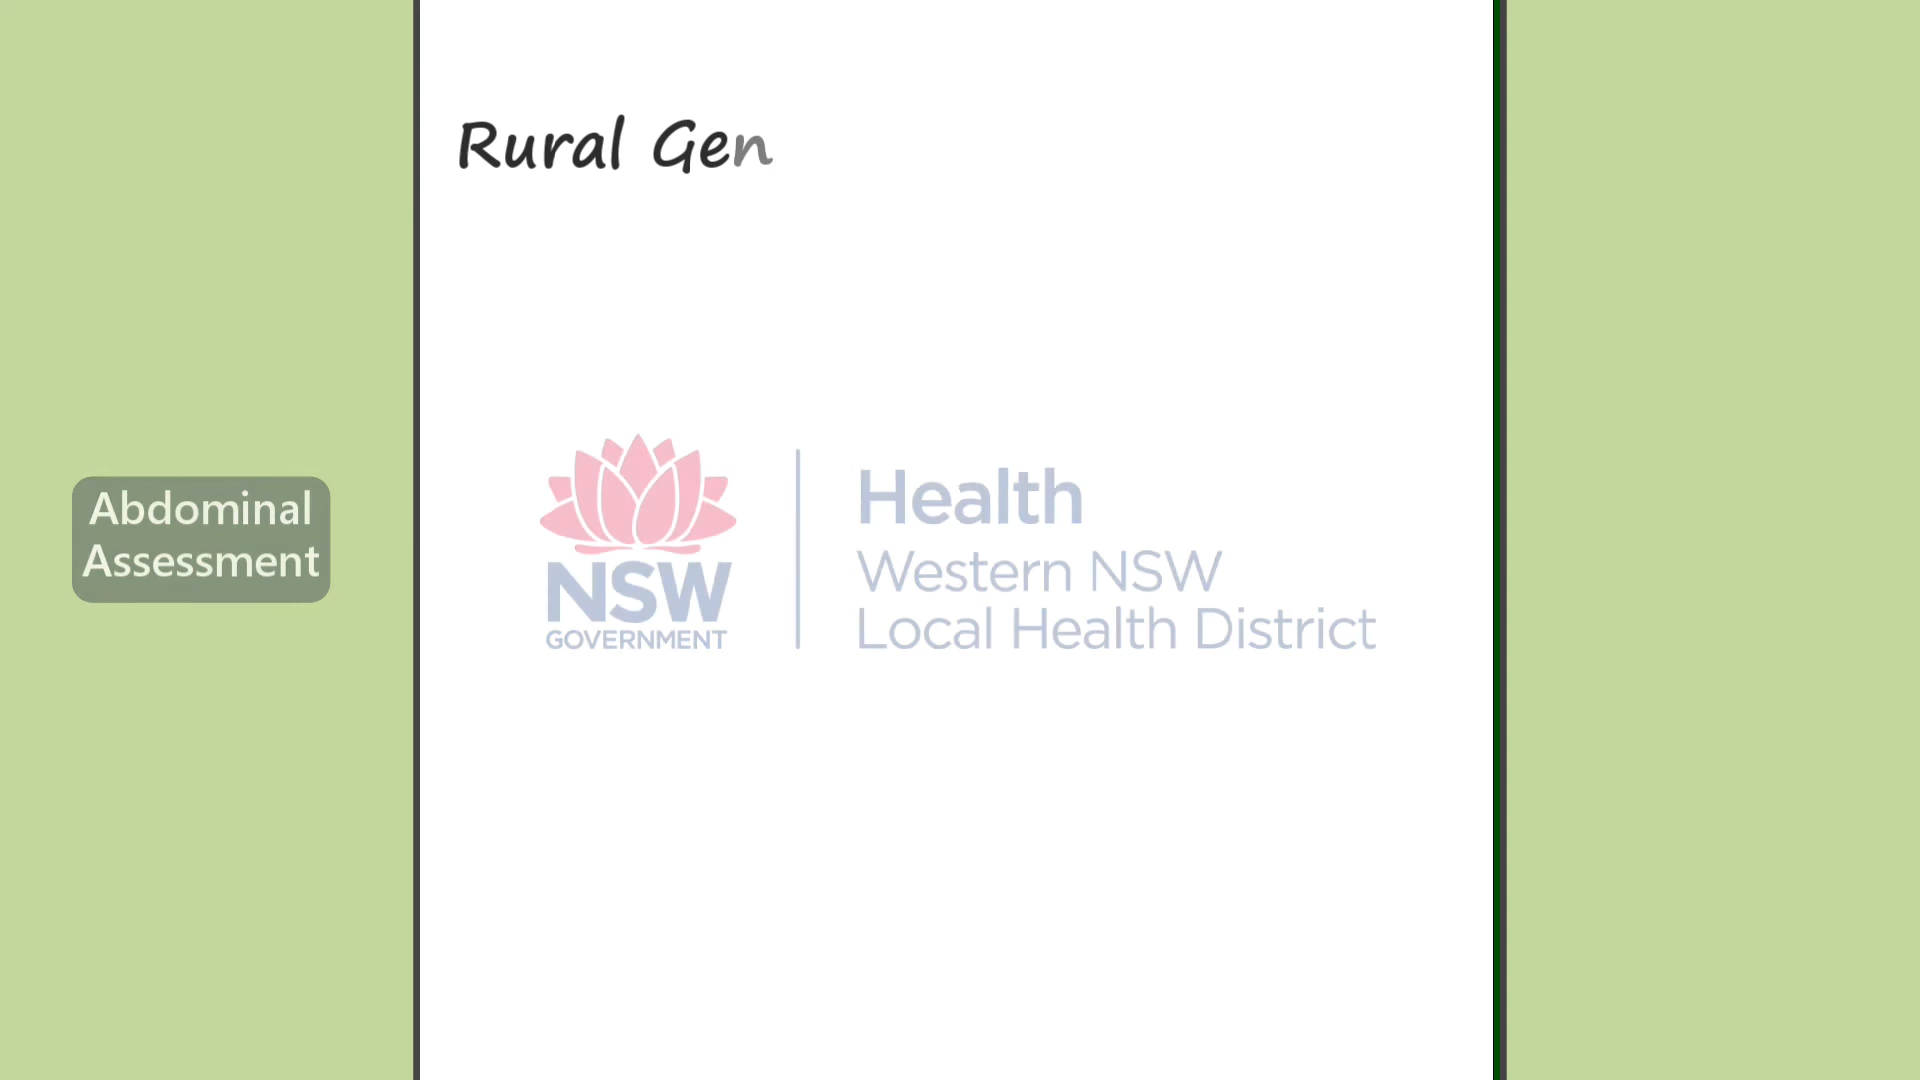 Rural Gen
Abdominal
Assessment
NSW
GOVERNMENT
Health
Western NSW
Local Health District